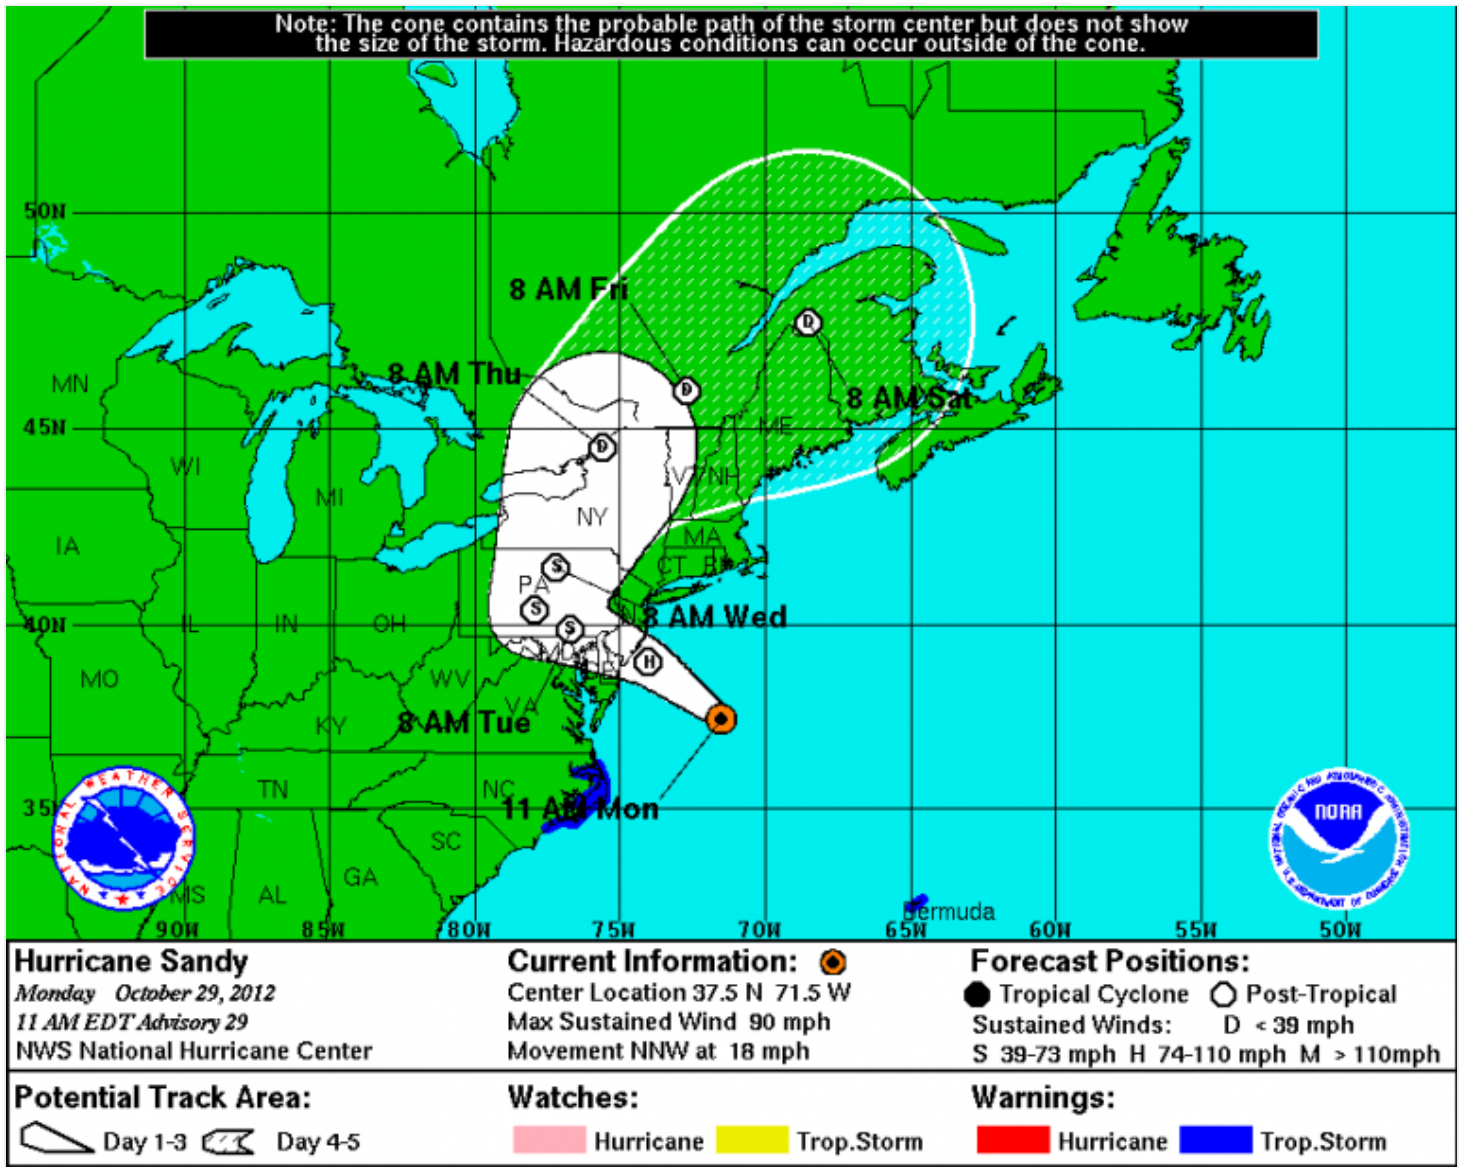 Note: The cone contains the probable path of the storm center but does not show
the size of the storm. Hazardous conditions can occur outside of the cone.
50N
8 AM Fri
D
8 AM Thu
D
MN
8 AM Sat
45N
D
ME
WI
VT
NH
MI
NY
MA
IA
S
CT
PA
S
8 AM Wed
40N
IL
IN
OH
S
MD
H
DE
MO
WV
VA
KY
8 AM Tue
TN
NC
11 AM Mon
35N
NATIONAL WEATHER SERVICE
NOAA
SC
GA
MS
AL
Bermuda
90W
85W
80W
75W
70W
65W
60W
55W
50W
Hurricane Sandy
Monday October 29, 2012
11 AM EDT Advisory 29
NWS National Hurricane Center
Current Information:
Center Location 37.5 N 71.5 W
Max Sustained Wind 90 mph
Movement NNW at 18 mph
Forecast Positions:
Tropical Cyclone Post-Tropical
Sustained Winds: D < 39 mph
S 39-73 mph H 74-110 mph M > 110mph
Potential Track Area:
Day 1-3 Day 4-5
Watches:
Hurricane Trop.Storm
Warnings:
Hurricane Trop.Storm